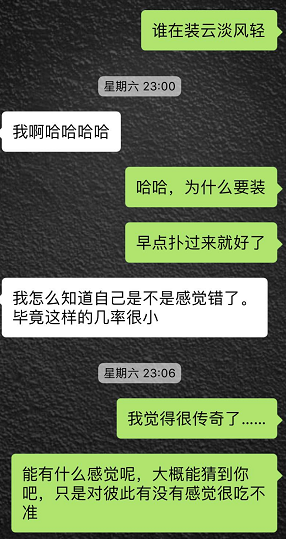 谁在装云淡风轻
星期六 23:00
我啊哈哈哈哈
哈哈，为什么要装
早点扑过来就好了
我怎么知道自己是不是感觉错了。
毕竟这样的几率很小
星期六 23:06
我觉得很传奇了……
能有什么感觉呢，大概能猜到你
吧，只是对彼此有没有感觉很吃不
准